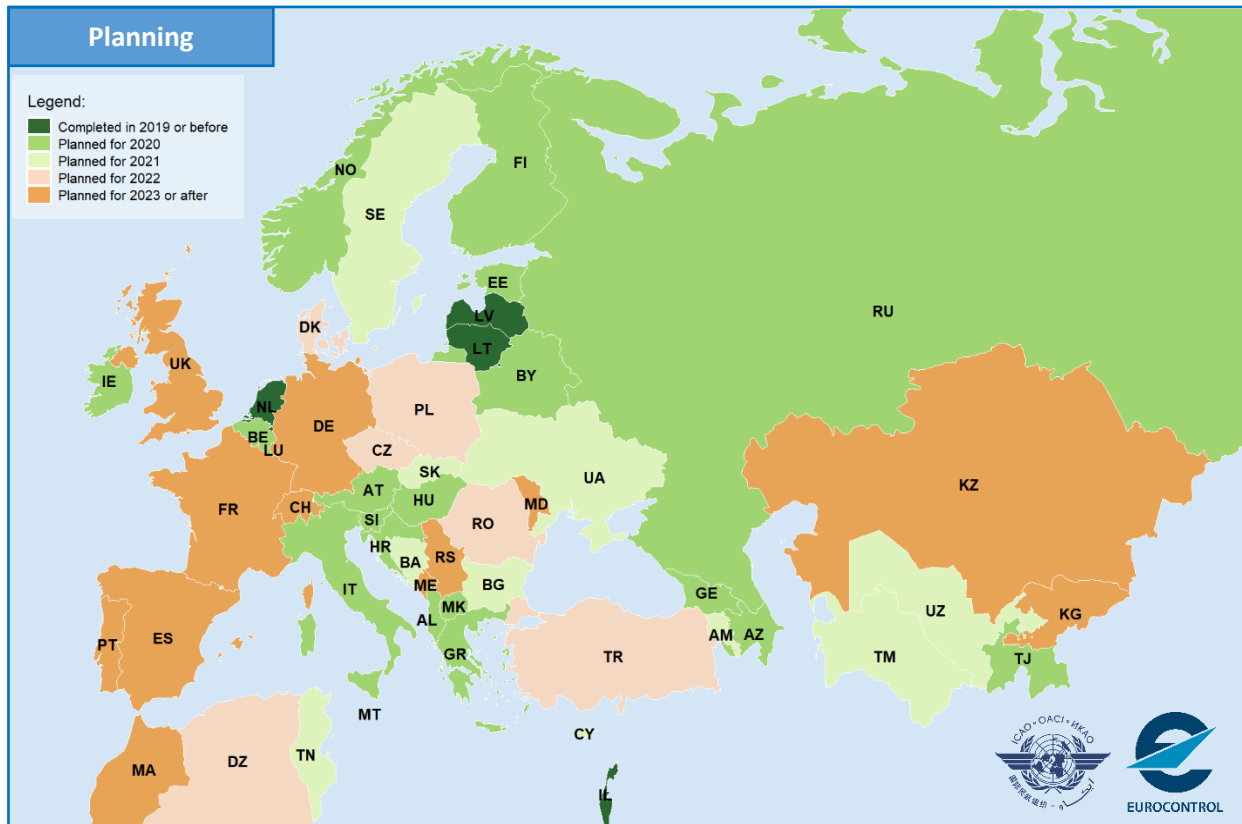 Planning
Legend:
Completed in 2019 or before
Planned for 2020
Planned for 2021
Planned for 2022
Planned for 2023 or after
NO
FI
SE
EE
RU
LV
DK
LT
UK
BY
IE
NL
PL
DE
BE
LU
CZ
SK
UA
KZ
AT
HU
FR
CH
MD
RO
SI
HR
BA
RS
BG
ME
IT
MK
GE
UZ
KG
AL
AM
AZ
PT
ES
GR
TR
TM
TJ
MT
CY
TN
DZ
MA
IL
ICAO · OACI · ИКАО
EUROCONTROL